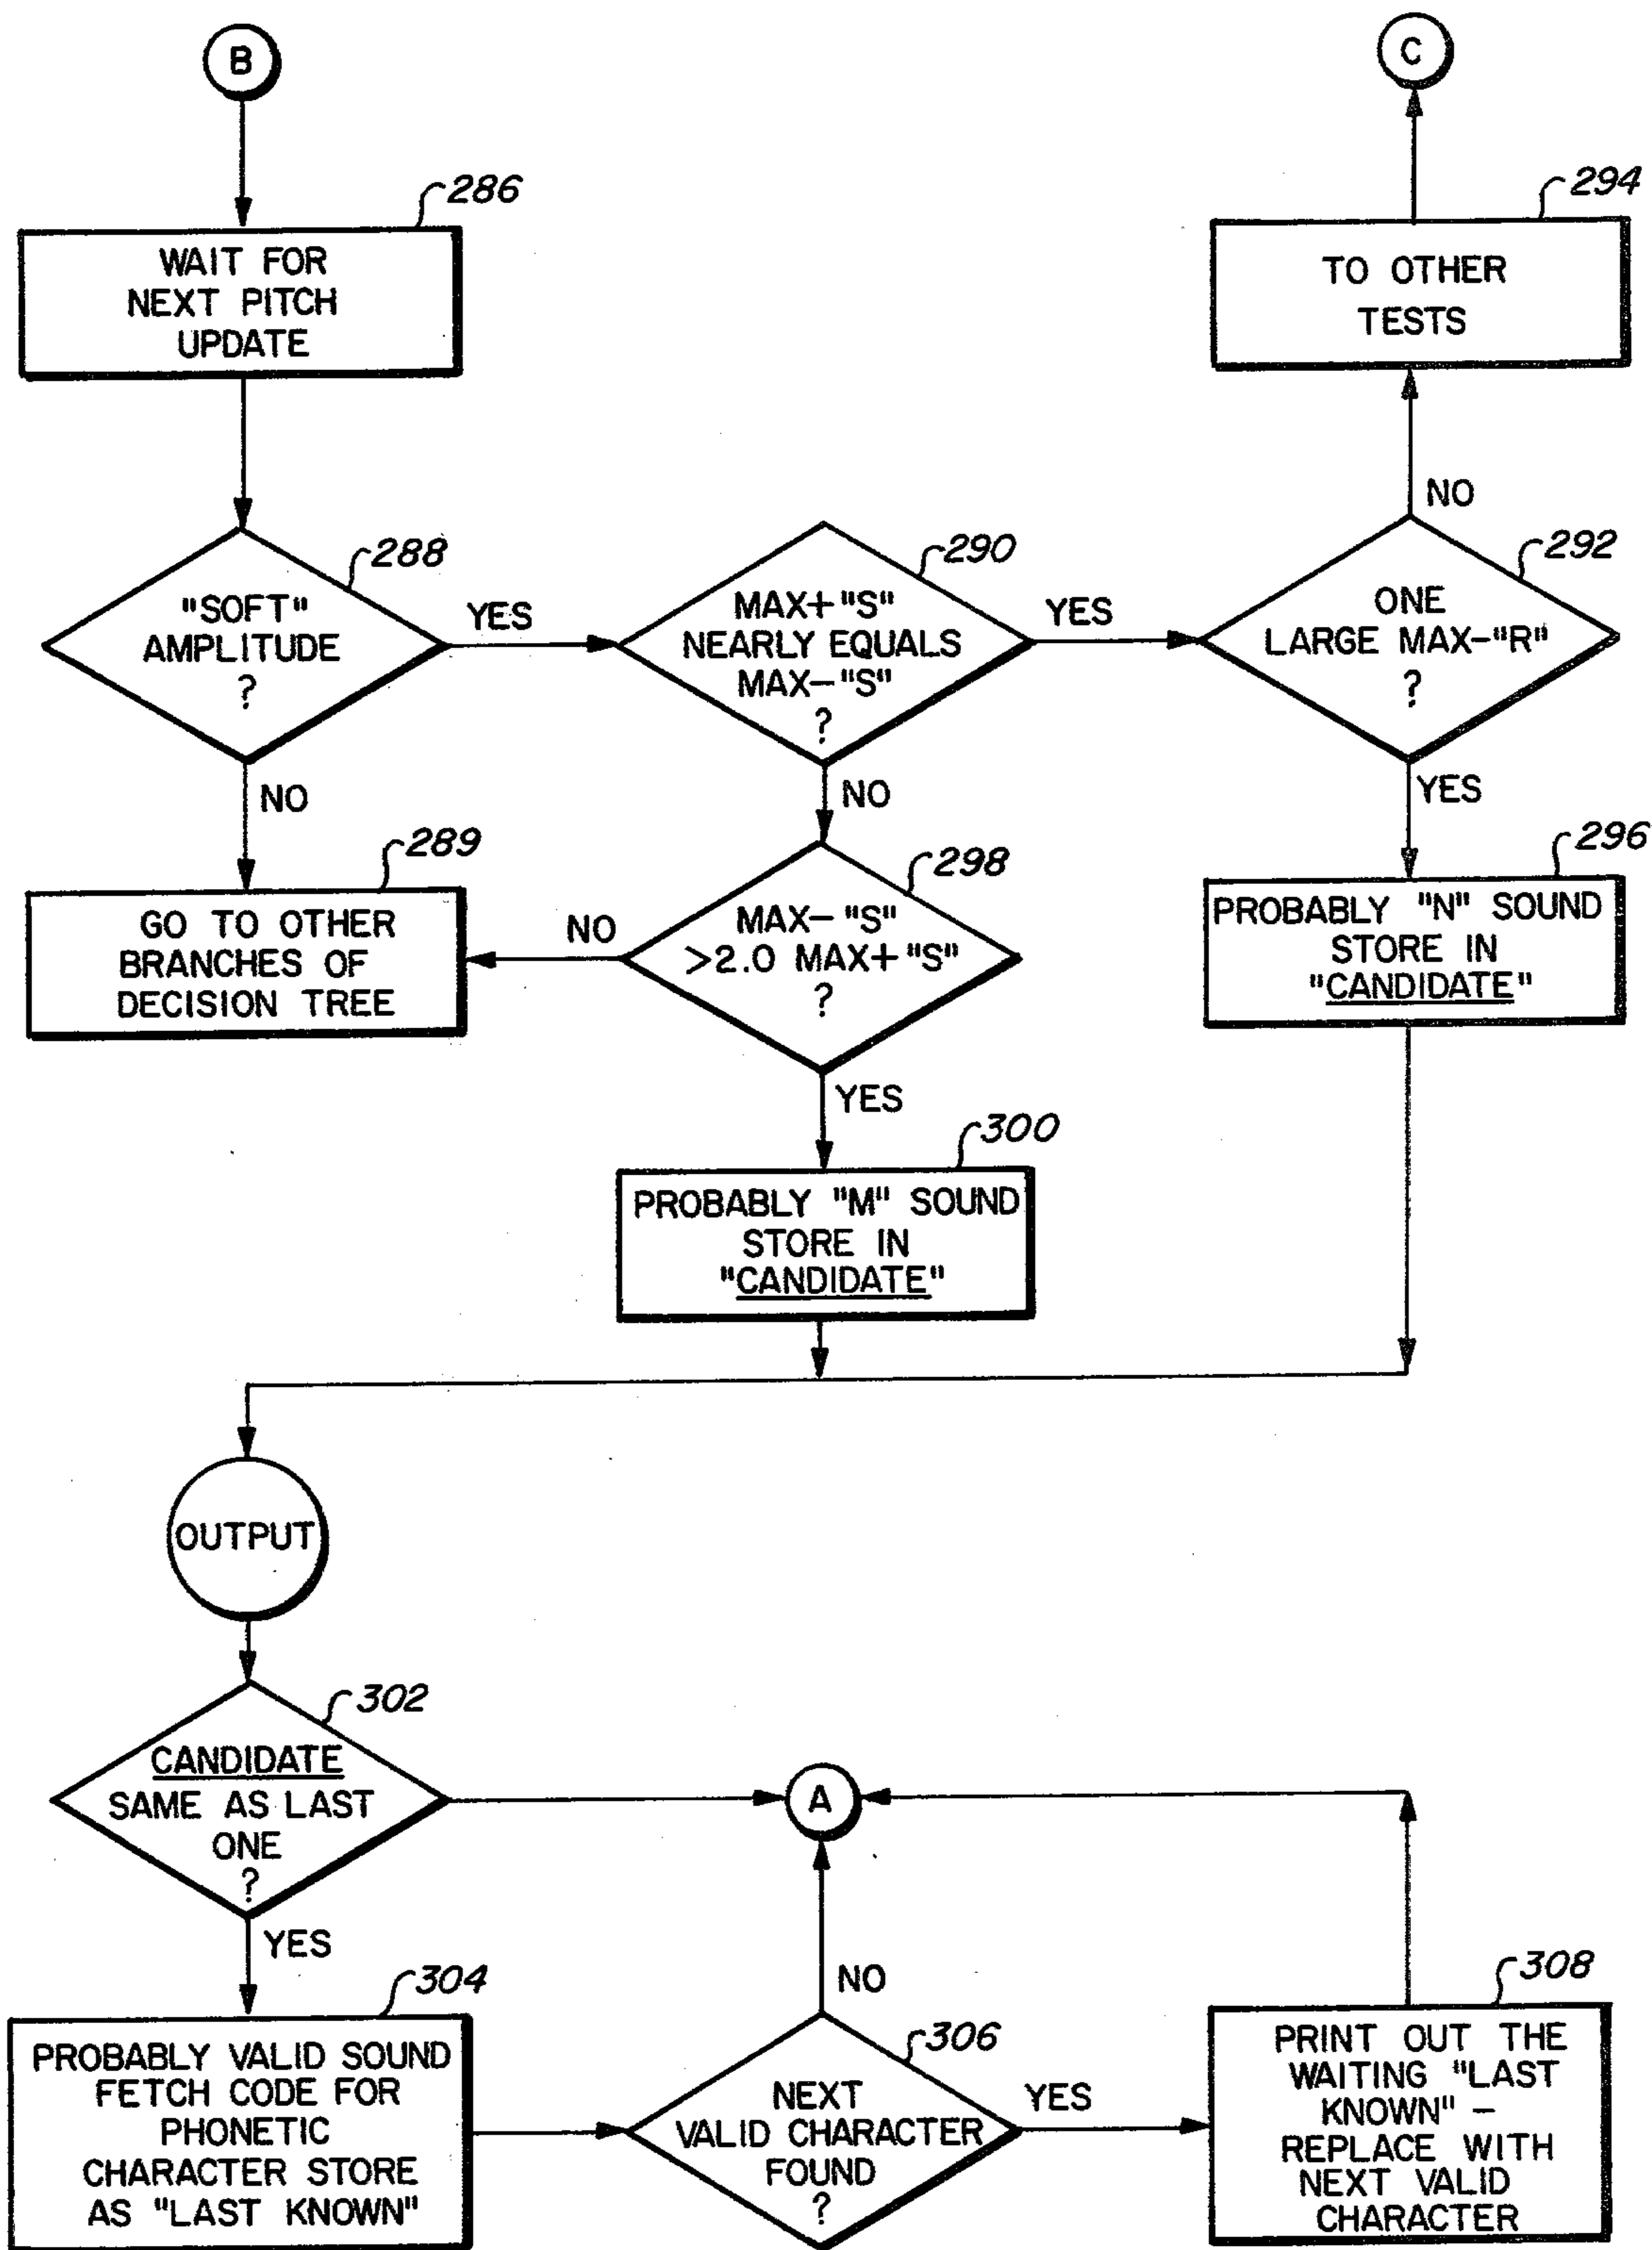 B
C
286
WAIT FOR
NEXT PITCH
UPDATE
294
TO OTHER
TESTS
NO
288
"SOFT"
AMPLITUDE
?
YES
290
MAX+"S"
NEARLY EQUALS
MAX-"S"
?
YES
292
ONE
LARGE MAX-"R"
?
NO
NO
YES
289
GO TO OTHER
BRANCHES OF
DECISION TREE
NO
298
MAX-"S"
>2.0 MAX+"S"
?
296
PROBABLY "N" SOUND
STORE IN
"CANDIDATE"
YES
300
PROBABLY "M" SOUND
STORE IN
"CANDIDATE"
OUTPUT
302
CANDIDATE
SAME AS LAST
ONE
?
A
YES
NO
304
PROBABLY VALID SOUND
FETCH CODE FOR
PHONETIC
CHARACTER STORE
AS "LAST KNOWN"
306
NEXT
VALID CHARACTER
FOUND
?
YES
308
PRINT OUT THE
WAITING "LAST
KNOWN" –
REPLACE WITH
NEXT VALID
CHARACTER